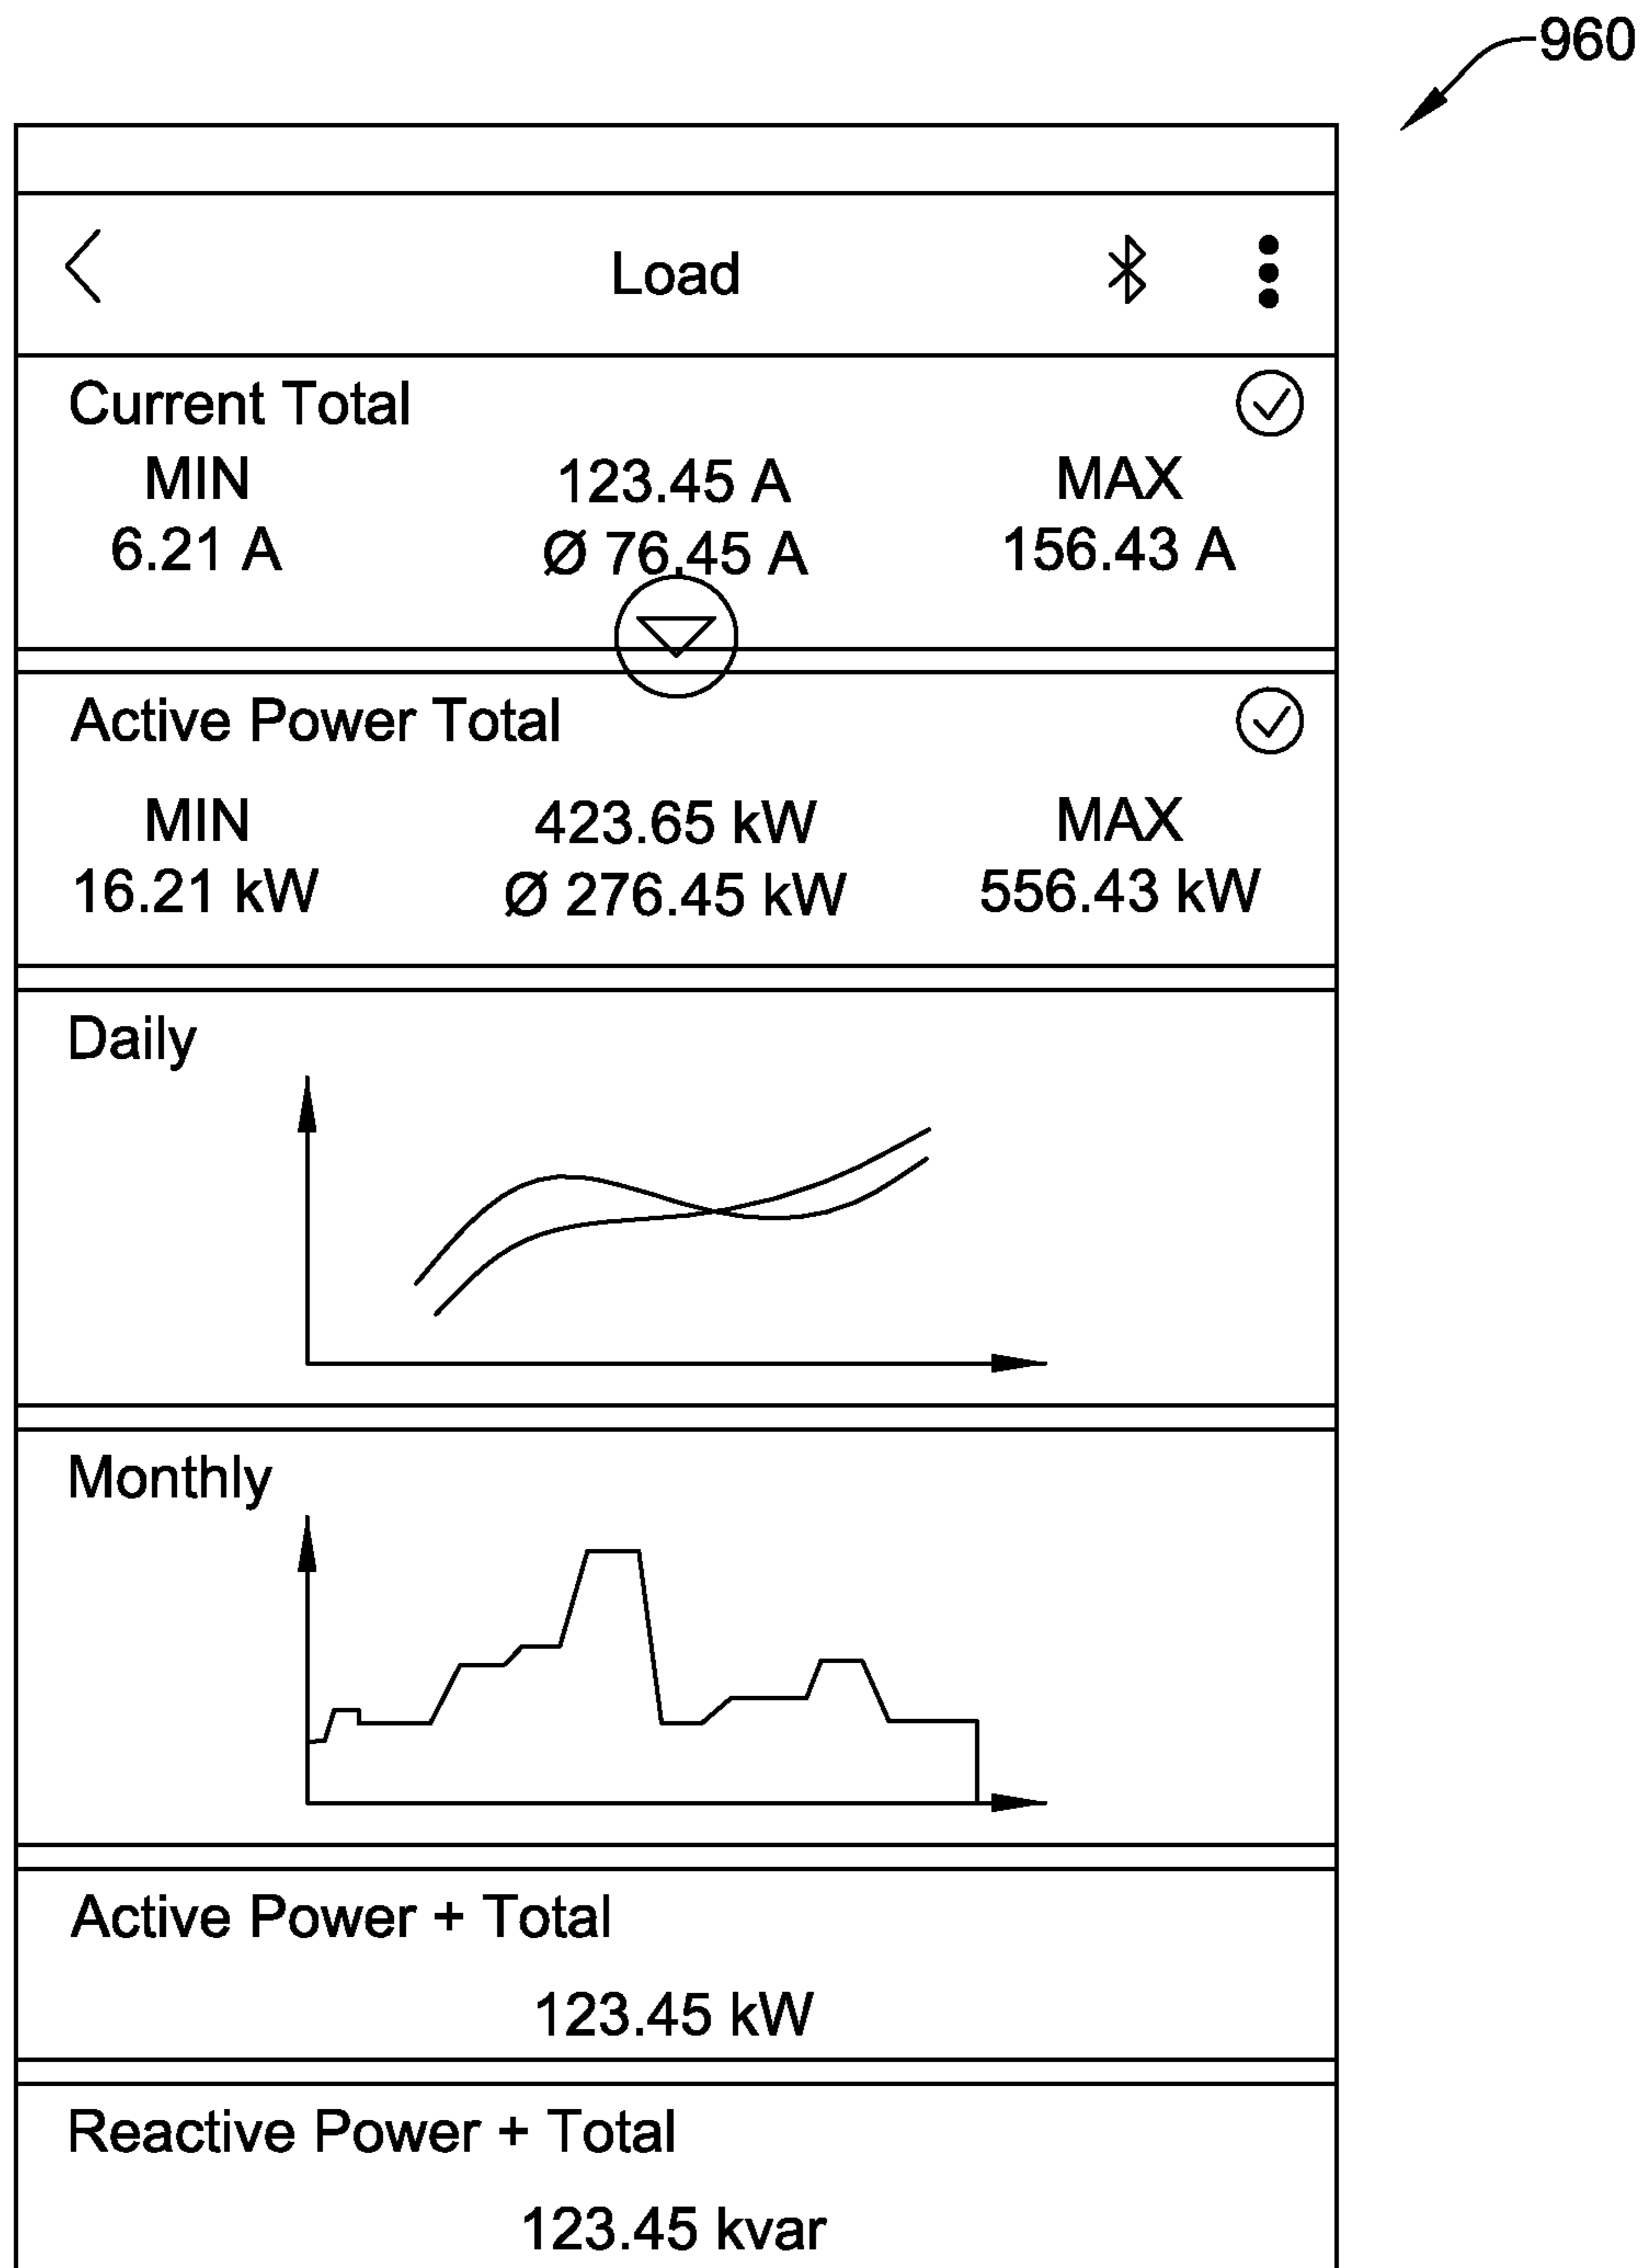 960
Load
Current Total
MIN 123.45 A MAX
6.21 A Ø 76.45 A 156.43 A
Active Power Total
MIN 423.65 kW MAX
16.21 kW Ø 276.45 kW 556.43 kW
Daily
Monthly
Active Power + Total
123.45 kW
Reactive Power + Total
123.45 kvar